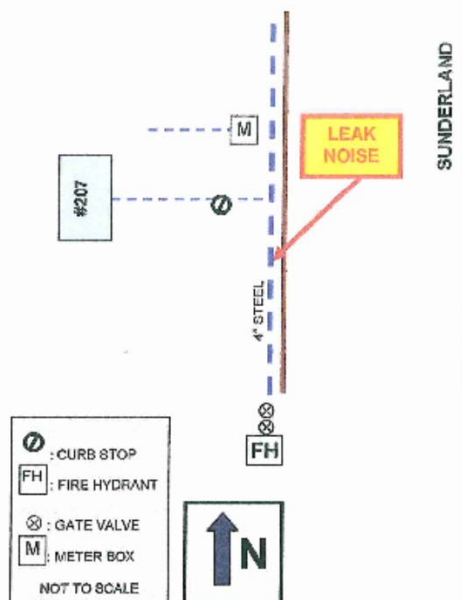 SUNDERLAND
M
LEAK
NOISE
#207
4" STEEL
FH
: CURB STOP
FH : FIRE HYDRANT
: GATE VALVE
M : METER BOX
NOT TO SCALE
N